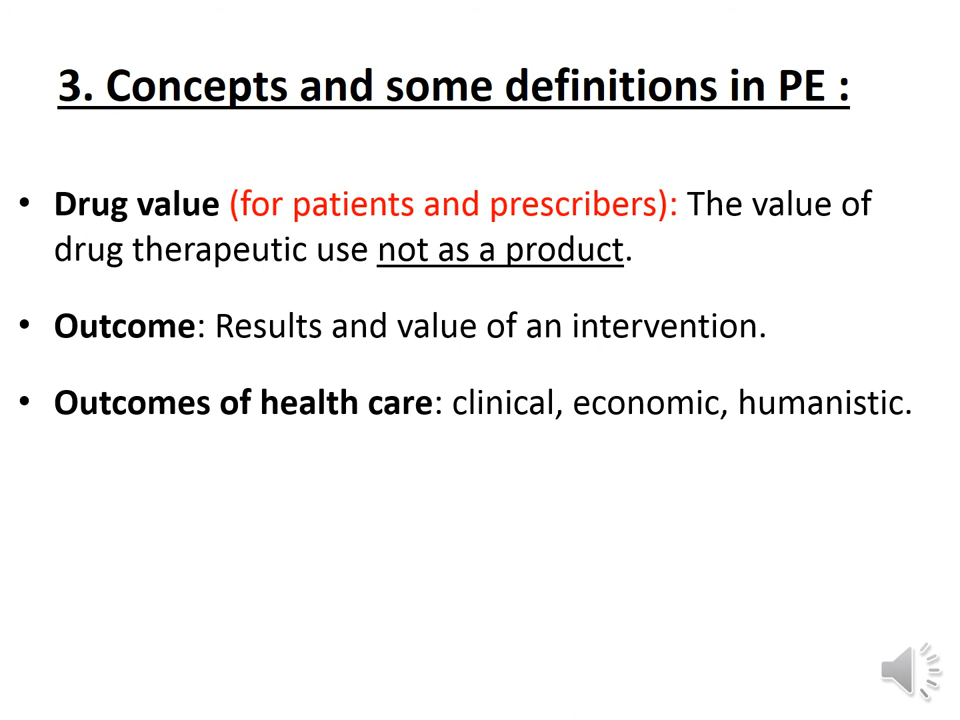 3. Concepts and some definitions in PE :
• Drug value (for patients and prescribers): The value of
drug therapeutic use not as a product.
• Outcome: Results and value of an intervention.
• Outcomes of health care: clinical, economic, humanistic.